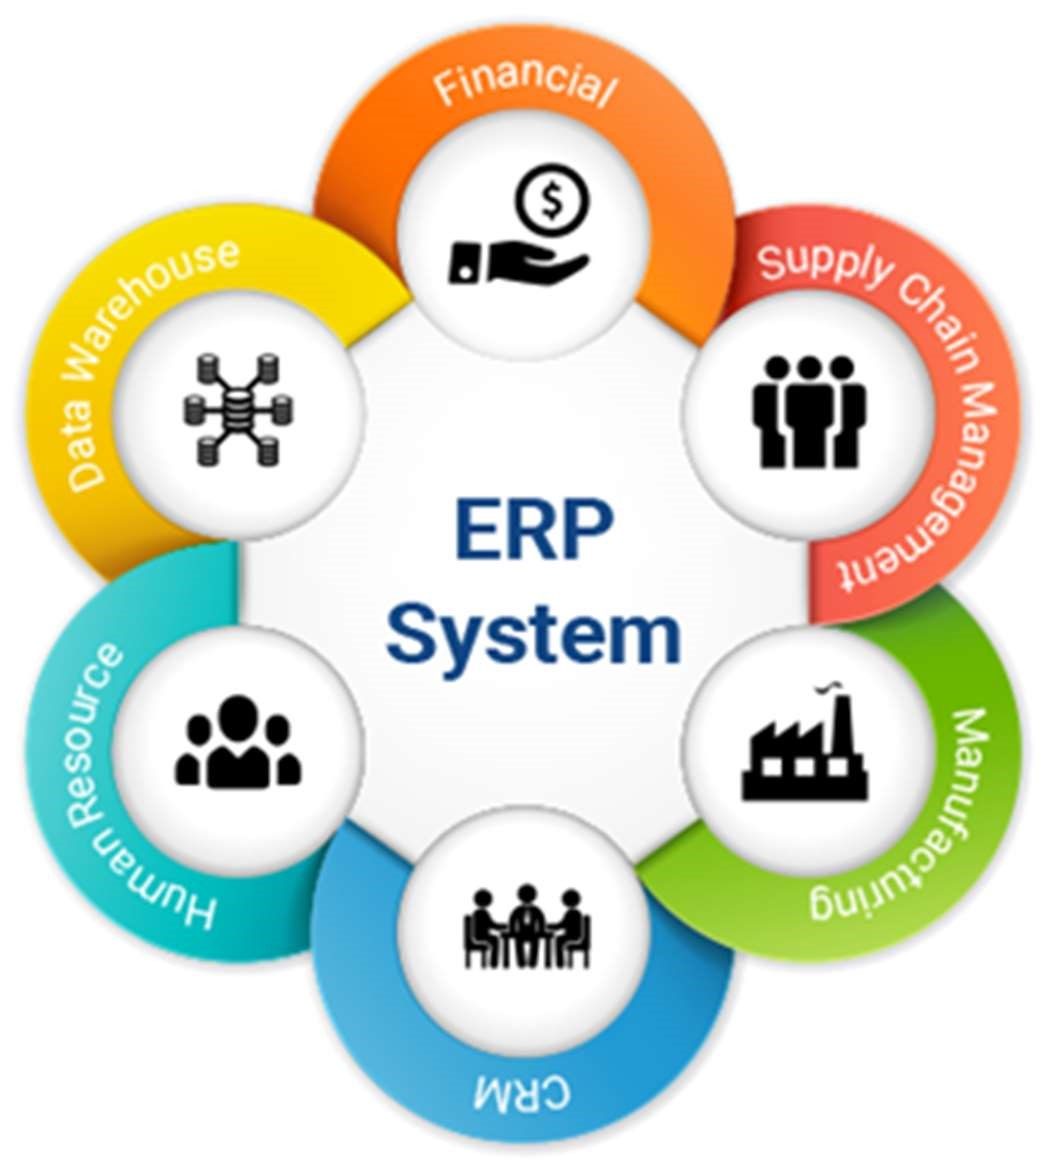 Financial
Supply Chain Management
Manufacturing
CRM
Human Resource
Data Warehouse
$
ERP
System